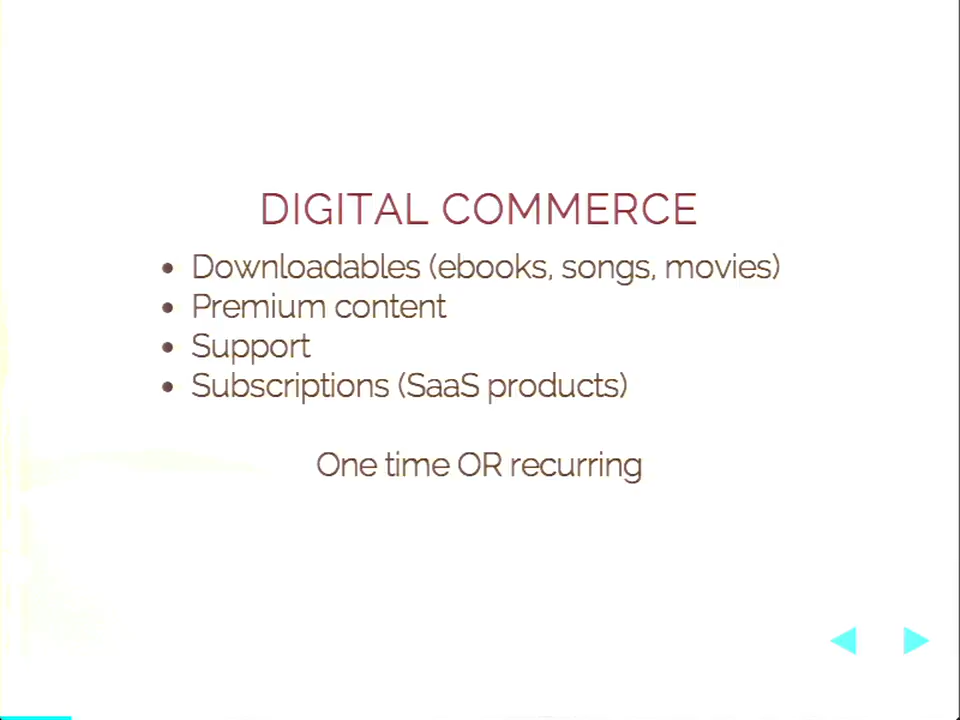 DIGITAL COMMERCE
Downloadables (ebooks, songs, movies)
Premium content
Support
Subscriptions (SaaS products)
One time OR recurring